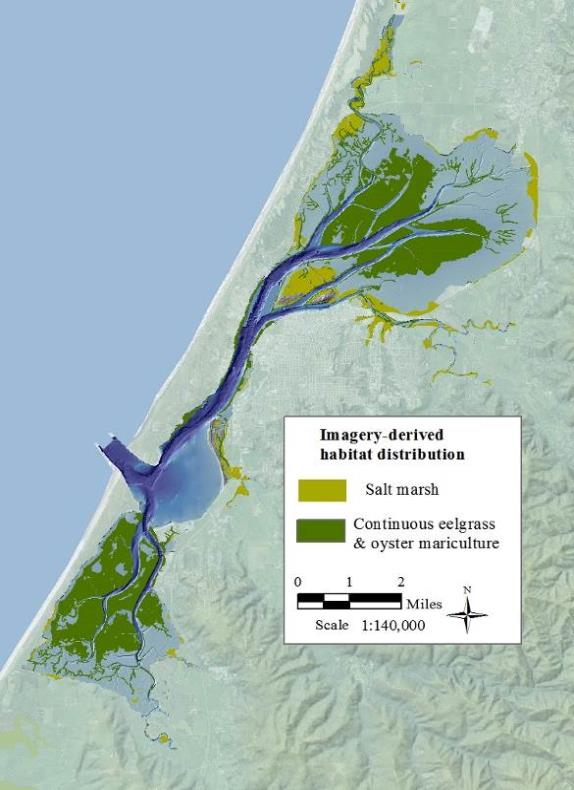 Imagery-derived
habitat distribution
Salt marsh
Continuous eelgrass
& oyster mariculture
0 1 2
Miles
N
Scale 1:140,000